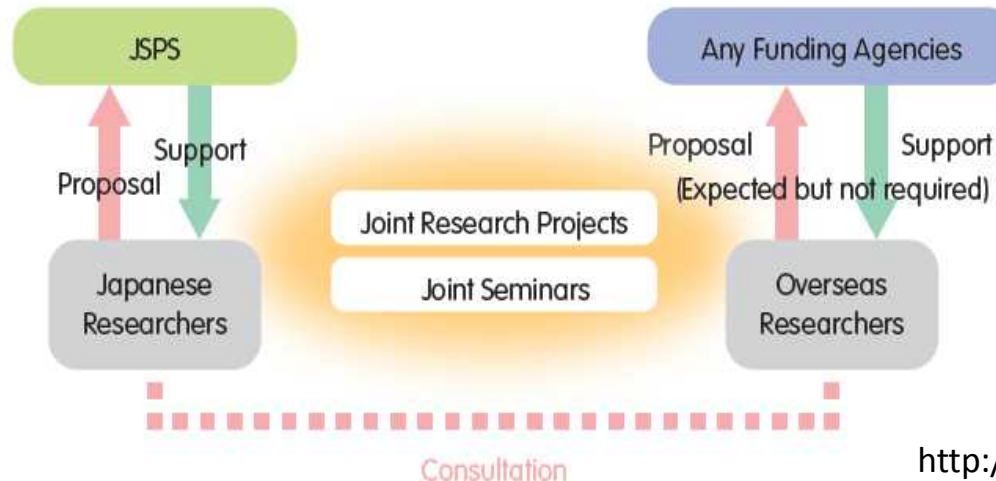 JSPS
Any Funding Agencies
Support
Proposal
Proposal
Support
(Expected but not required)
Joint Research Projects
Joint Seminars
Japanese
Researchers
Overseas
Researchers
Consultation
http:/